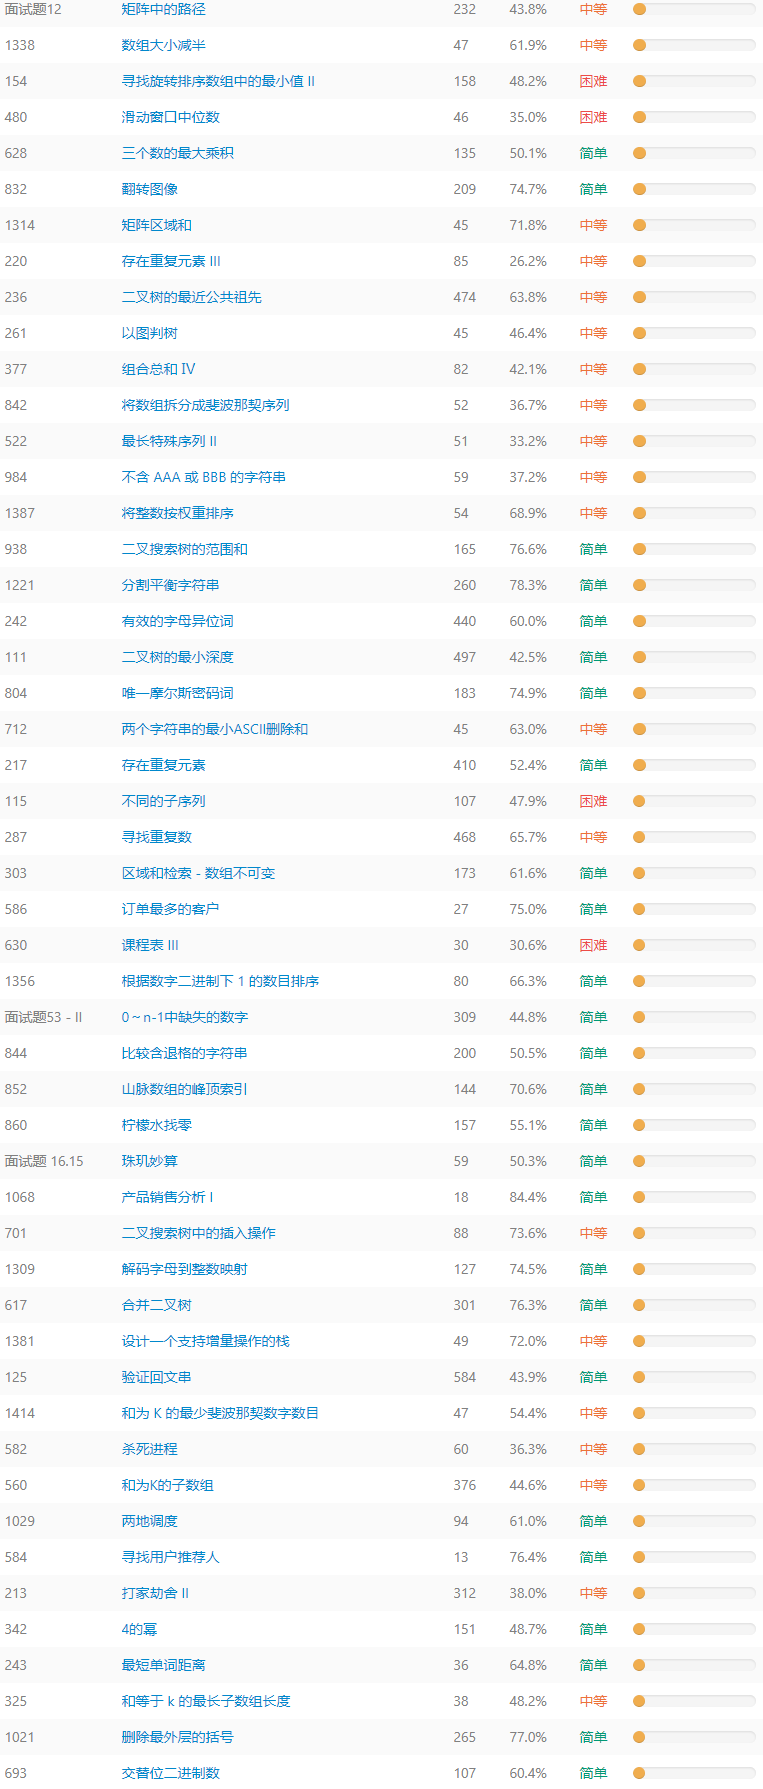 面试题12 矩阵中的路径 232 43.8% 中等
1338 数组大小减半 47 61.9% 中等
154 寻找旋转排序数组中的最小值 II 158 48.2% 困难
480 滑动窗口中位数 46 35.0% 困难
628 三个数的最大乘积 135 50.1% 简单
832 翻转图像 209 74.7% 简单
1314 矩阵区域和 45 71.8% 中等
220 存在重复元素 III 85 26.2% 中等
236 二叉树的最近公共祖先 474 63.8% 中等
261 以图判树 45 46.4% 中等
377 组合总和 IV 82 42.1% 中等
842 将数组拆分成斐波那契序列 52 36.7% 中等
522 最长特殊序列 II 51 33.2% 中等
984 不含 AAA 或 BBB 的字符串 59 37.2% 中等
1387 将整数按权重排序 54 68.9% 中等
938 二叉搜索树的范围和 165 76.6% 简单
1221 分割平衡字符串 260 78.3% 简单
242 有效的字母异位词 440 60.0% 简单
111 二叉树的最小深度 497 42.5% 简单
804 唯一摩尔斯密码词 183 74.9% 简单
712 两个字符串的最小ASCII删除和 45 63.0% 中等
217 存在重复元素 410 52.4% 简单
115 不同的子序列 107 47.9% 困难
287 寻找重复数 468 65.7% 中等
303 区域和检索 - 数组不可变 173 61.6% 简单
586 订单最多的客户 27 75.0% 简单
630 课程表 III 30 30.6% 困难
1356 根据数字二进制下 1 的数目排序 80 66.3% 简单
面试题53 - II 0～n-1中缺失的数字 309 44.8% 简单
844 比较含退格的字符串 200 50.5% 简单
852 山脉数组的峰顶索引 144 70.6% 简单
860 柠檬水找零 157 55.1% 简单
面试题 16.15 珠玑妙算 59 50.3% 简单
1068 产品销售分析 I 18 84.4% 简单
701 二叉搜索树中的插入操作 88 73.6% 中等
1309 解码字母到整数映射 127 74.5% 简单
617 合并二叉树 301 76.3% 简单
1381 设计一个支持增量操作的栈 49 72.0% 中等
125 验证回文串 584 43.9% 简单
1414 和为 K 的最少斐波那契数字数目 47 54.4% 中等
582 杀死进程 60 36.3% 中等
560 和为K的子数组 376 44.6% 中等
1029 两地调度 94 61.0% 简单
584 寻找用户推荐人 13 76.4% 简单
213 打家劫舍 II 312 38.0% 中等
342 4的幂 151 48.7% 简单
243 最短单词距离 36 64.8% 简单
325 和等于 k 的最长子数组长度 38 48.2% 中等
1021 删除最外层的括号 265 77.0% 简单
693 交替位二进制数 107 60.4% 简单